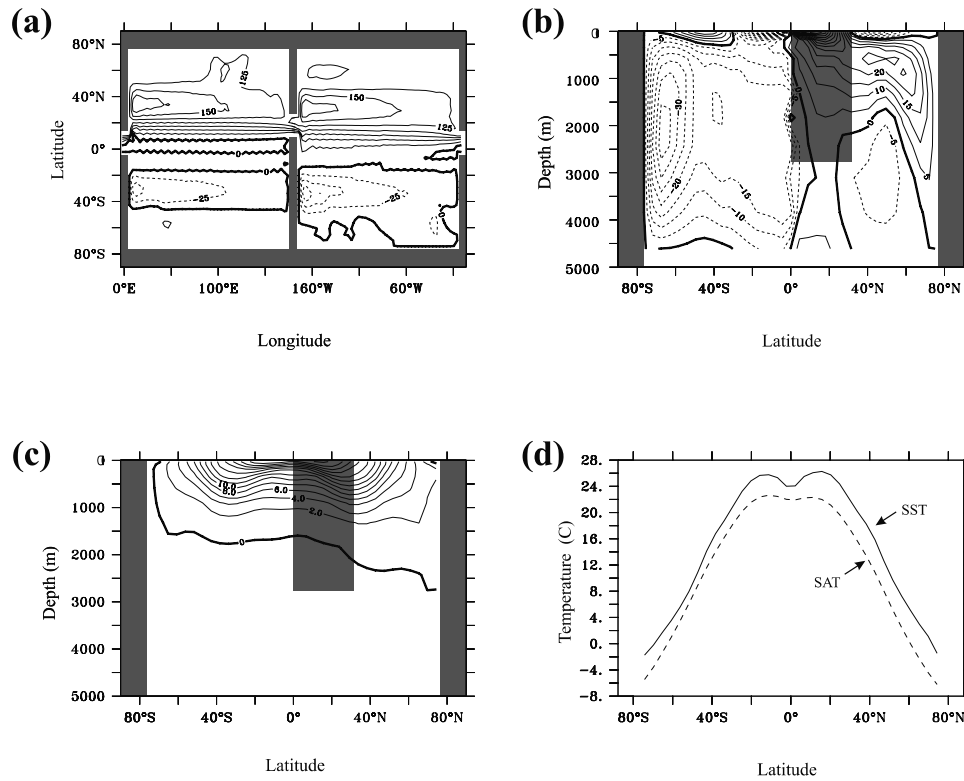 (a)
80°N
40°N
0°
40°S
80°S
Latitude
125
150
150
125
0
0
-25
-25
0°E 100°E 160°W 60°W
Longitude
(b)
0
1000
2000
3000
4000
5000
Depth (m)
-5
-30
-20
-15
-10
0
20
10
15
0
-5
5
80°S 40°S 0° 40°N 80°N
Latitude
(c)
0
1000
2000
3000
4000
5000
Depth (m)
10.0
8.0
6.0
4.0
2.0
0
80°S 40°S 0° 40°N 80°N
Latitude
(d)
28.
24.
20.
16.
12.
8.
4.
0.
-4.
-8.
Temperature (C)
SST
SAT
80°S 40°S 0° 40°N 80°N
Latitude